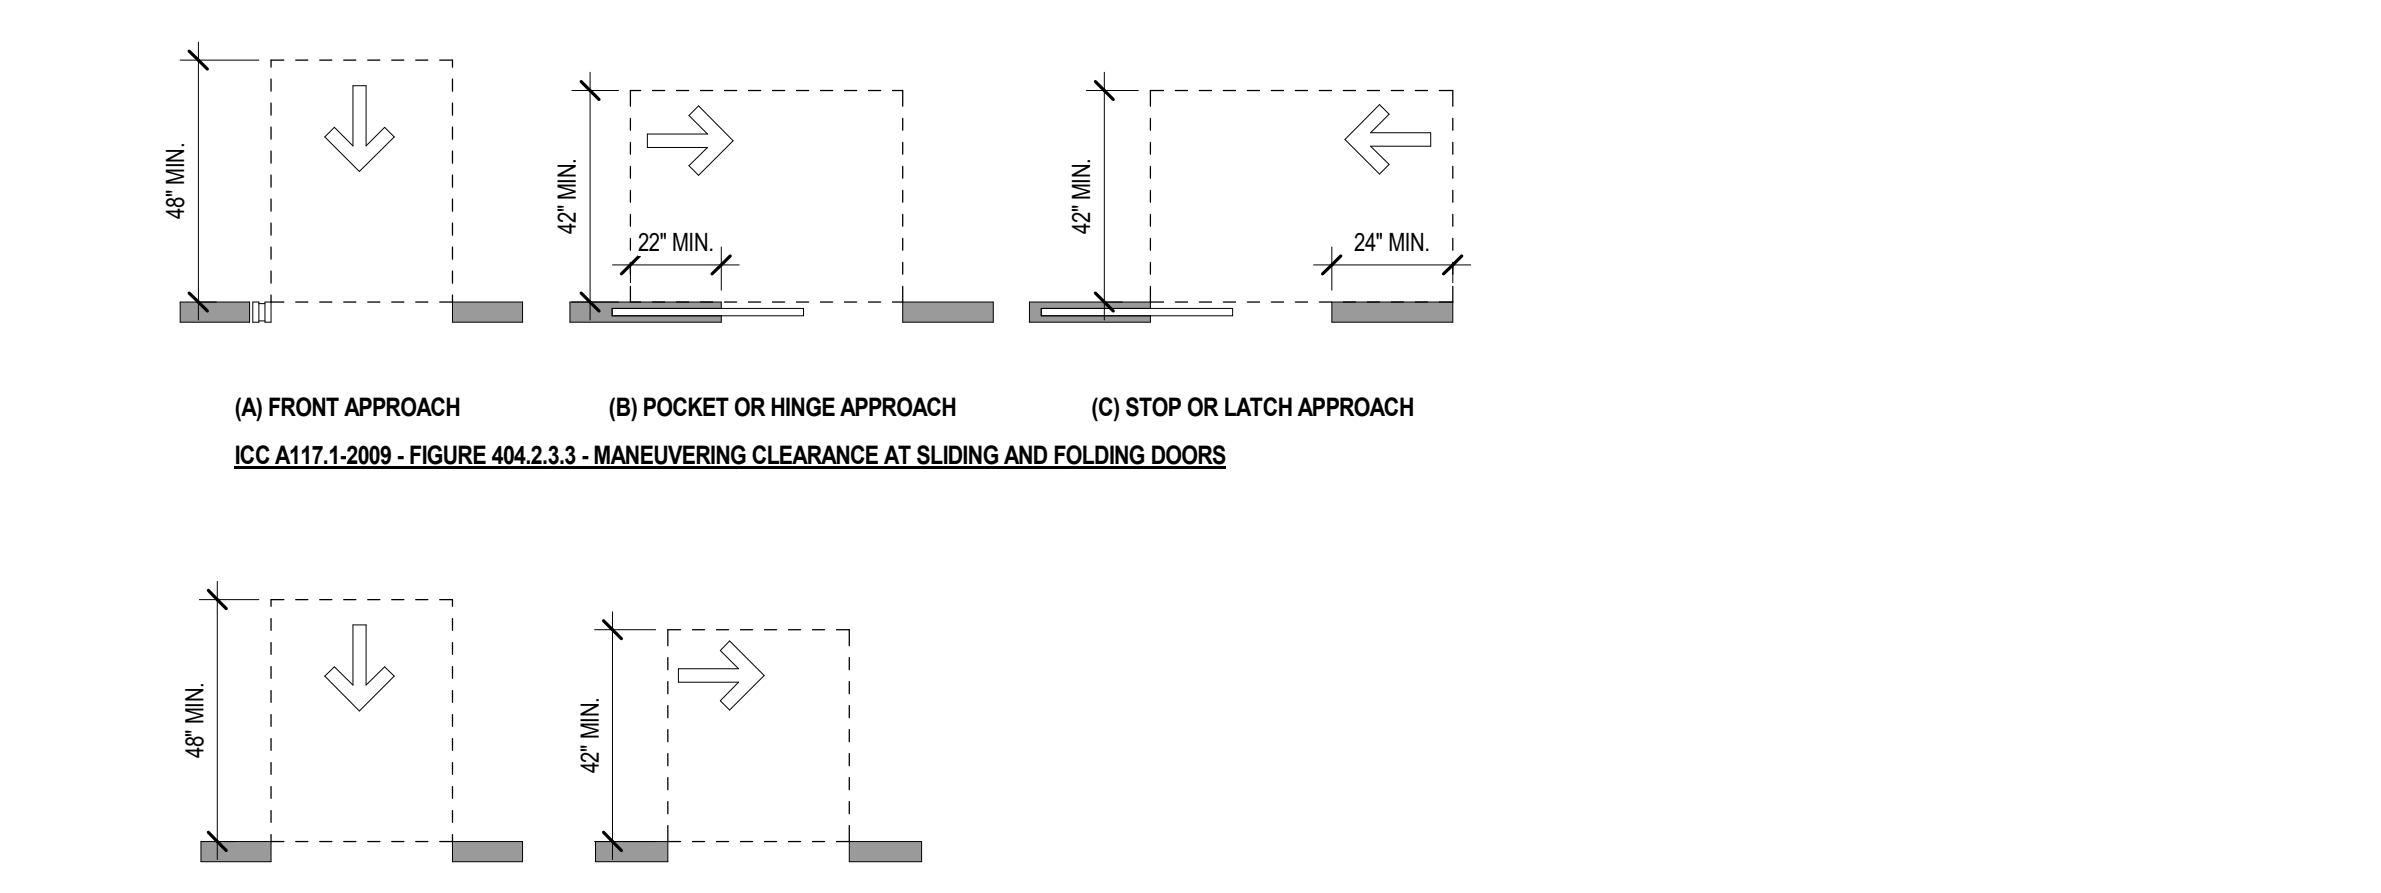 48" MIN.
42" MIN.
22" MIN.
42" MIN.
24" MIN.
(A) FRONT APPROACH
(B) POCKET OR HINGE APPROACH
(C) STOP OR LATCH APPROACH
ICC A117.1-2009 - FIGURE 404.2.3.3 - MANEUVERING CLEARANCE AT SLIDING AND FOLDING DOORS
48" MIN.
42" MIN.